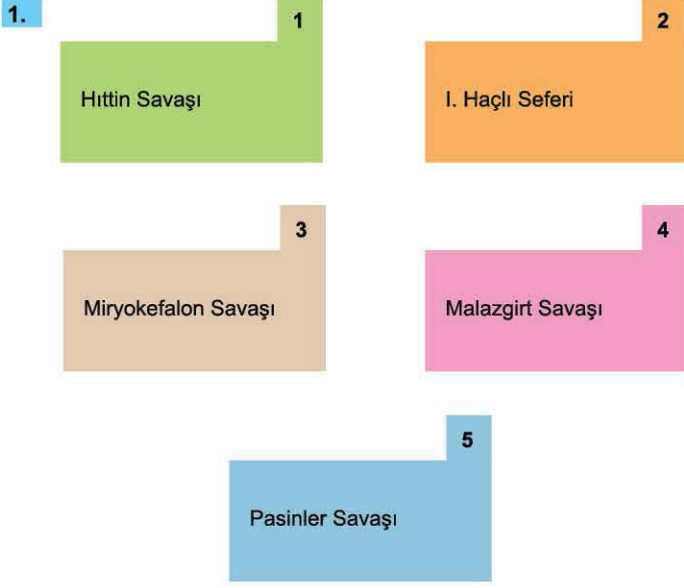 1.
1
Hıttin Savaşı
2
I. Haçlı Seferi
3
Miryokefalon Savaşı
4
Malazgirt Savaşı
5
Pasinler Savaşı